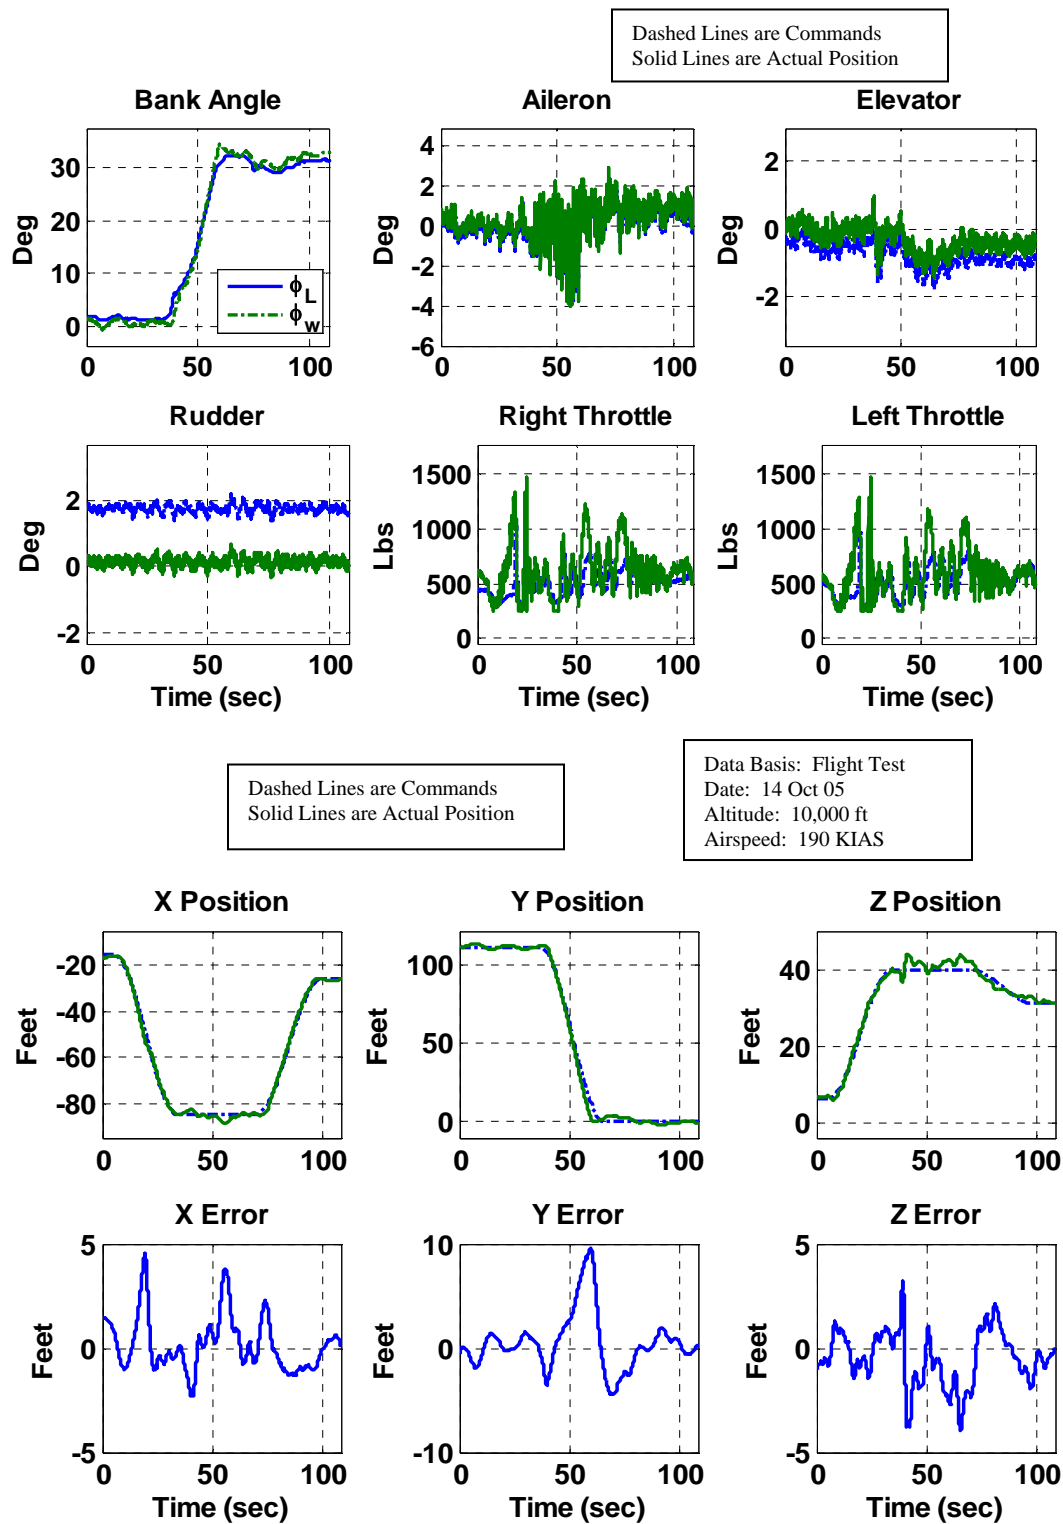 Dashed Lines are Commands
Solid Lines are Actual Position
Bank Angle
Aileron
Elevator
Deg
30
20
10
0
0
50
100
ϕL
ϕw
Deg
4
2
0
-2
-4
-6
0
50
100
Deg
2
0
-2
0
50
100
Rudder
Right Throttle
Left Throttle
Deg
2
0
-2
0
50
100
Time (sec)
Lbs
1500
1000
500
0
0
50
100
Time (sec)
Lbs
1500
1000
500
0
0
50
100
Time (sec)
Dashed Lines are Commands
Solid Lines are Actual Position
Data Basis: Flight Test
Date: 14 Oct 05
Altitude: 10,000 ft
Airspeed: 190 KIAS
X Position
Y Position
Z Position
Feet
-20
-40
-60
-80
0
50
100
Feet
100
50
0
0
50
100
Feet
40
20
0
0
50
100
X Error
Y Error
Z Error
Feet
5
0
-5
0
50
100
Time (sec)
Feet
10
0
-10
0
50
100
Time (sec)
Feet
5
0
-5
0
50
100
Time (sec)